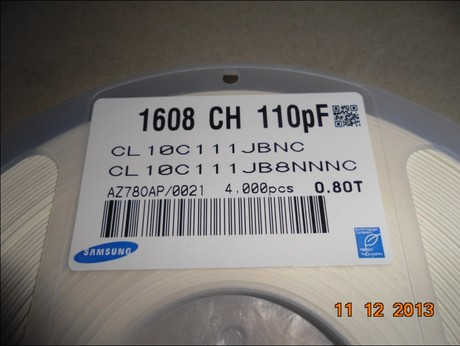 1608 CH 110pF
CL10C111JBNC
CL10C111JB8NNNC
AZ780AP/0021 4,000pcs 0.80T
SAMSUNG
11 12 2013